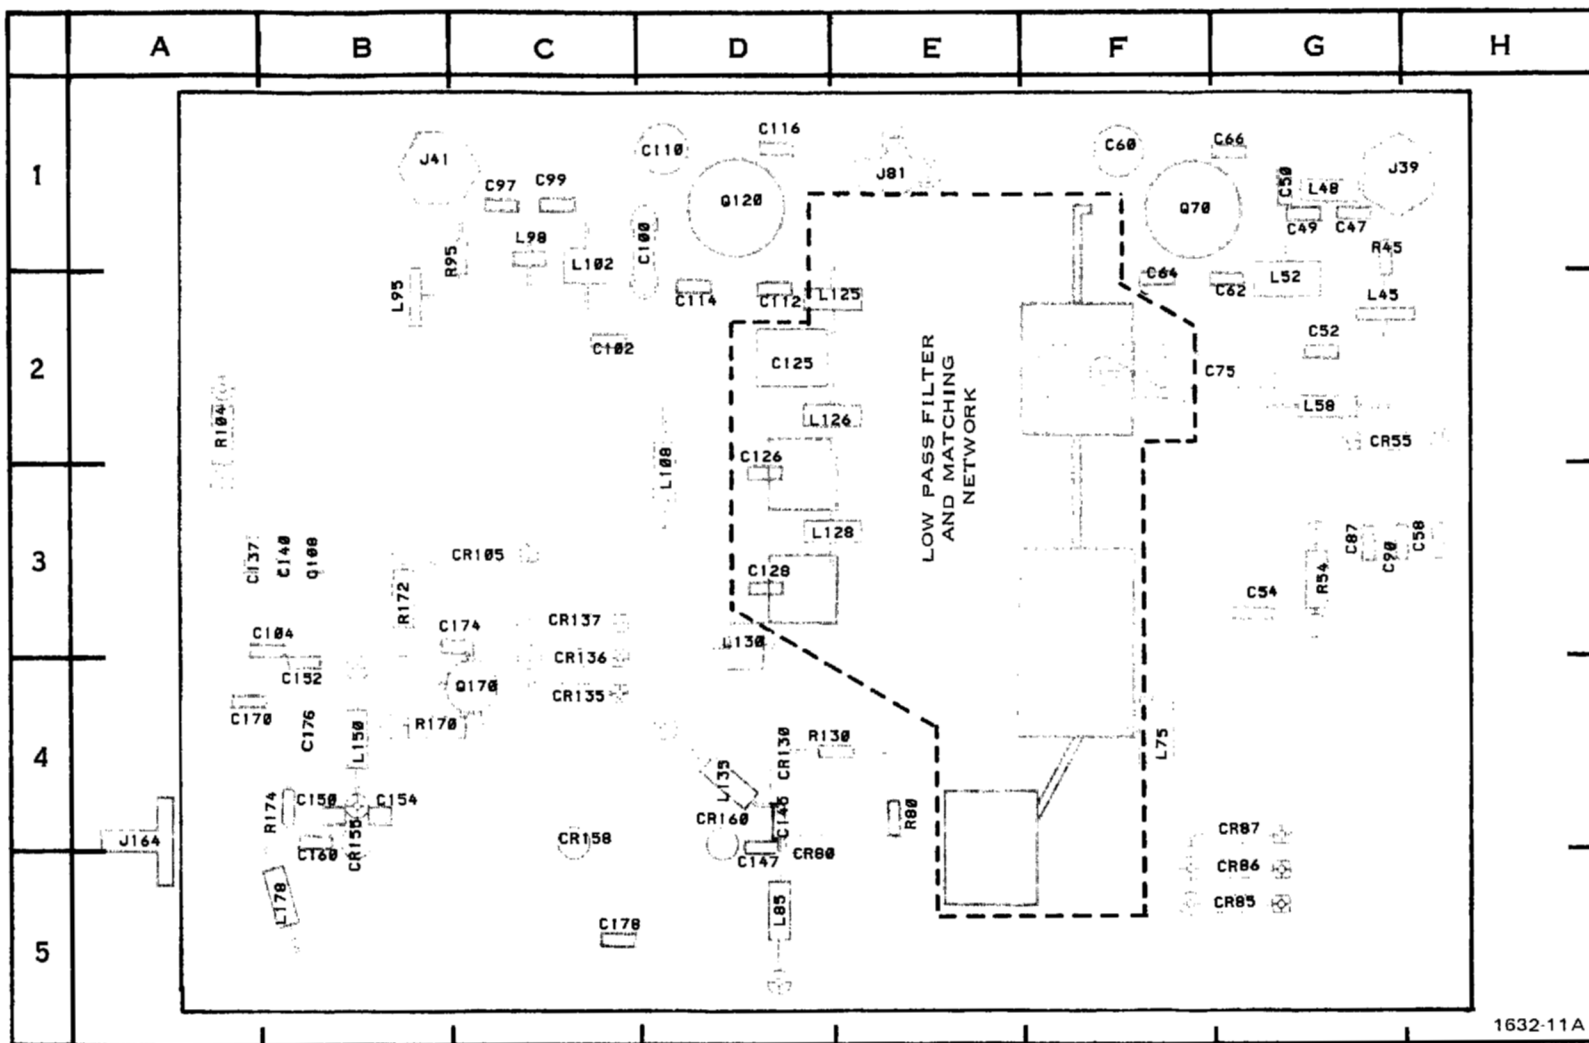 A B C D E F G H
1
J41
C110
C116
J81
C60
C66
J39
C97
C99
Q120
Q70
C50
L48
C49
C47
R95
L98
L102
C100
R45
2
L95
C114
C112
L125
C64
C62
L52
L45
C102
C125
C52
C75
LOW PASS FILTER
AND MATCHING
NETWORK
R104
L126
L58
CR55
L108
C126
3
C137
C140
Q108
CR105
L128
C87
C90
C58
R172
C128
R54
C54
C104
C174
CR137
L130
C152
CR136
4
C170
Q170
CR135
C176
L150
R170
CR130
R130
L75
L135
R174
C150
C154
CR160
C146
R80
J164
C160
CR155
CR158
C147
CR80
CR87
CR86
5
L178
L85
CR85
C178
1632-11A